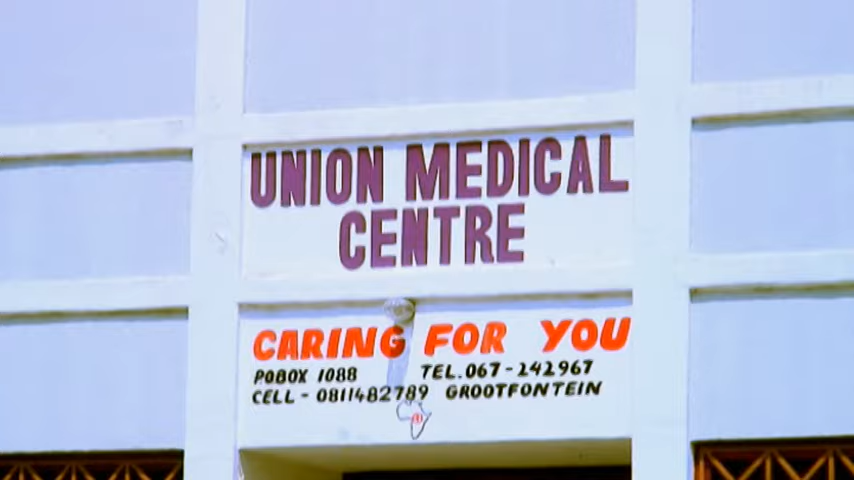 UNION MEDICAL
CENTRE
CARING FOR YOU
POBOX 1088 TEL.067-242967
CELL - 0811482789 GROOTFONTEIN